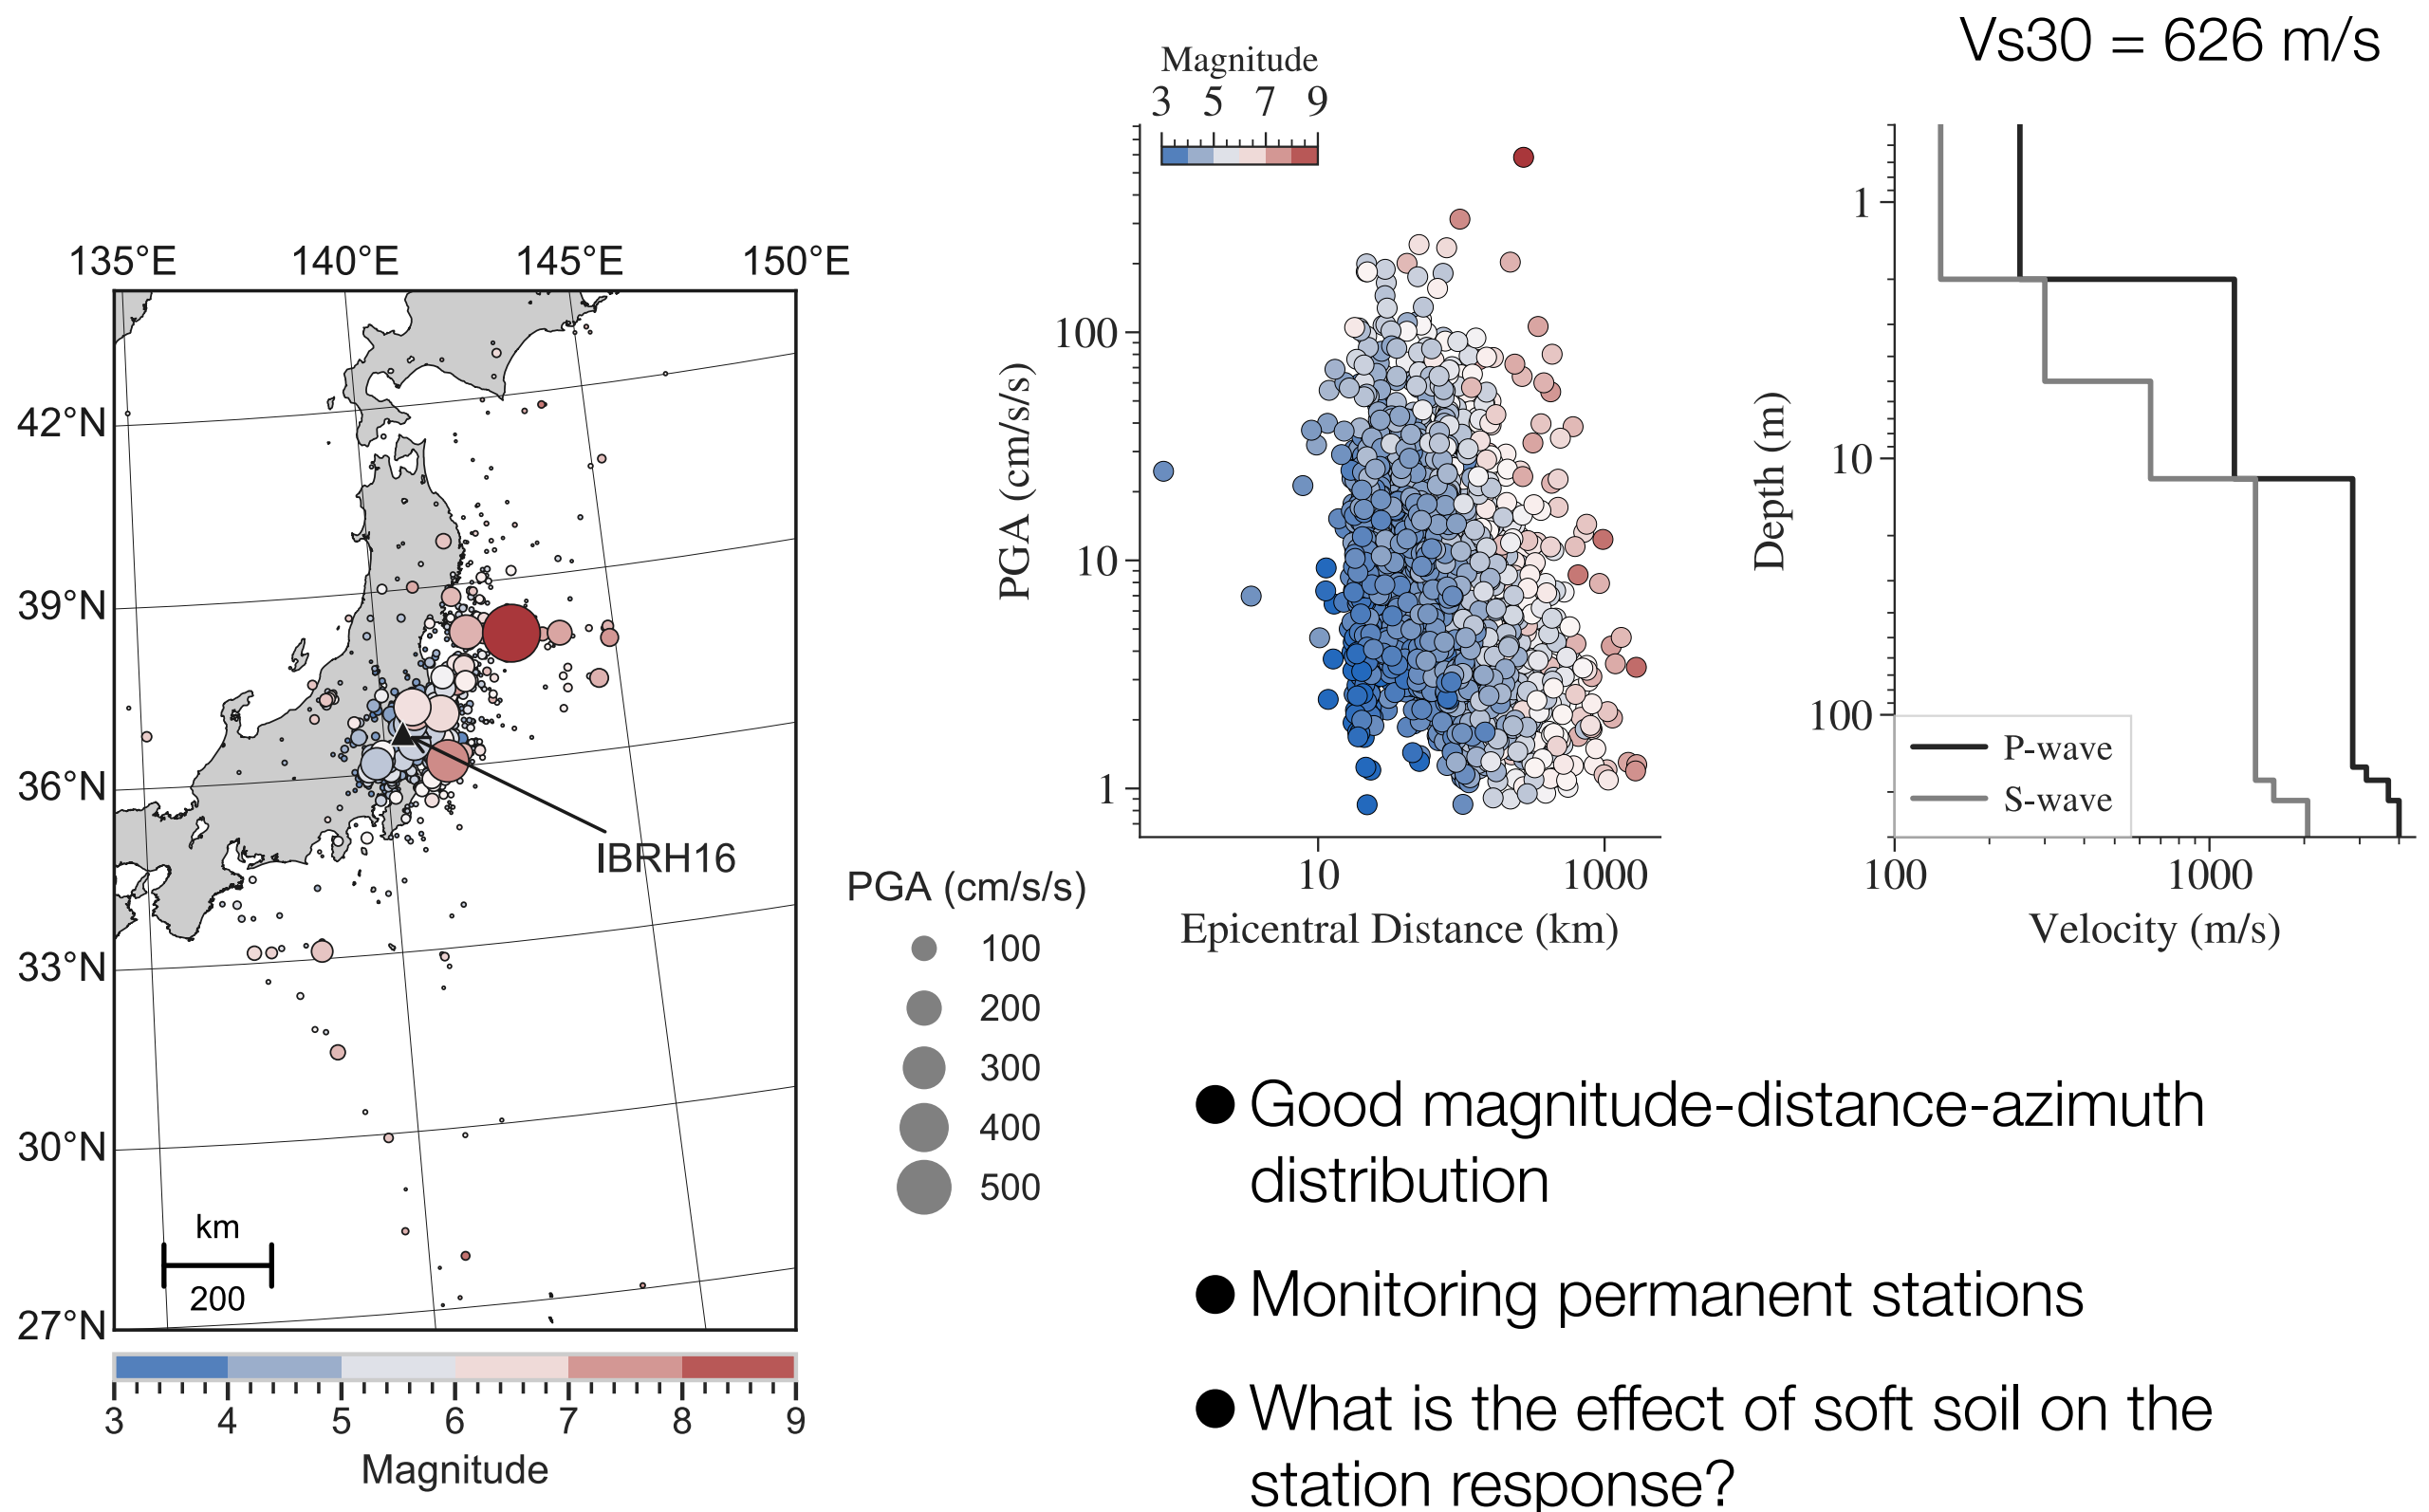 Vs30 = 626 m/s
135°E 140°E 145°E 150°E
42°N
39°N
36°N
33°N
30°N
27°N
IBRH16
km
200
3 4 5 6 7 8 9
Magnitude
PGA (cm/s/s)
100
200
300
400
500
Magnitude
3 5 7 9
PGA (cm/s/s)
100
10
1
10 1000
Epicentral Distance (km)
Depth (m)
1
10
100
P-wave
S-wave
100 1000
Velocity (m/s)
● Good magnitude-distance-azimuth
distribution
● Monitoring permanent stations
● What is the effect of soft soil on the
station response?